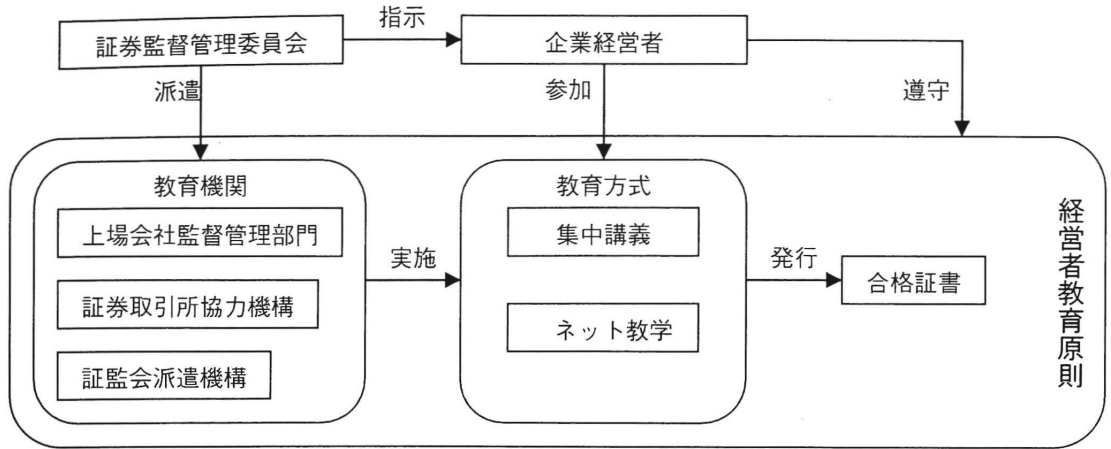 指示
証券監督管理委員会
企業経営者
派遣
参加
遵守
教育機関
上場会社監督管理部門
証券取引所協力機構
証監会派遣機構
実施
教育方式
集中講義
ネット教学
発行
合格証書
経営者教育原則